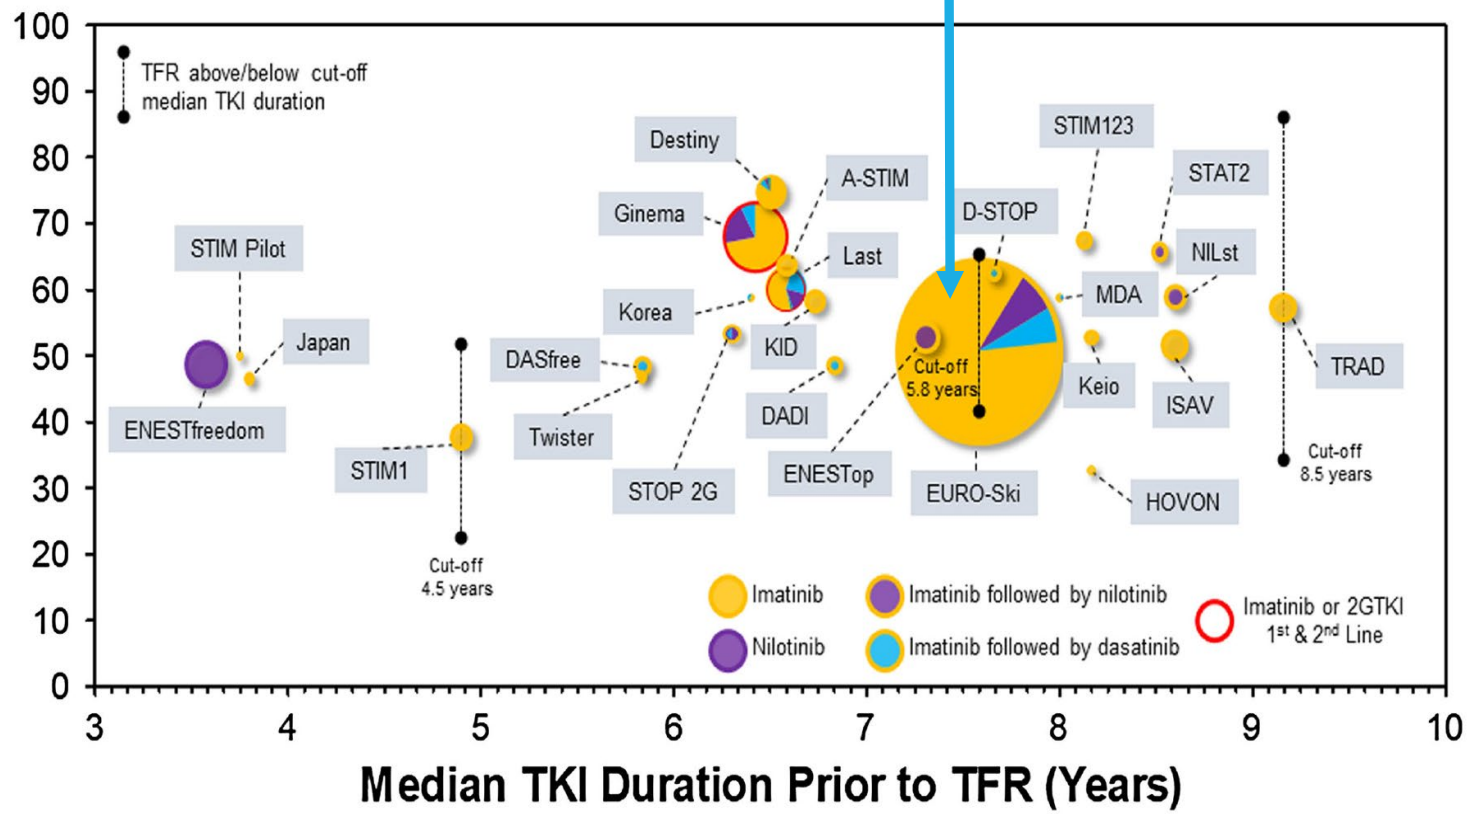 100
90
80
70
60
50
40
30
20
10
0
TFR above/below cut-off
median TKI duration
STIM Pilot
Japan
ENESTfreedom
STIM1
Cut-off
4.5 years
DASfree
Twister
Destiny
Ginema
A-STIM
Last
Korea
KID
STOP 2G
DADI
ENESTop
D-STOP
Cut-off
5.8 years
EURO-Ski
STIM123
STAT2
NILst
MDA
Keio
ISAV
HOVON
TRAD
Cut-off
8.5 years
Imatinib
Nilotinib
Imatinib followed by nilotinib
Imatinib followed by dasatinib
Imatinib or 2GTKI
1st & 2nd Line
3 4 5 6 7 8 9 10
Median TKI Duration Prior to TFR (Years)